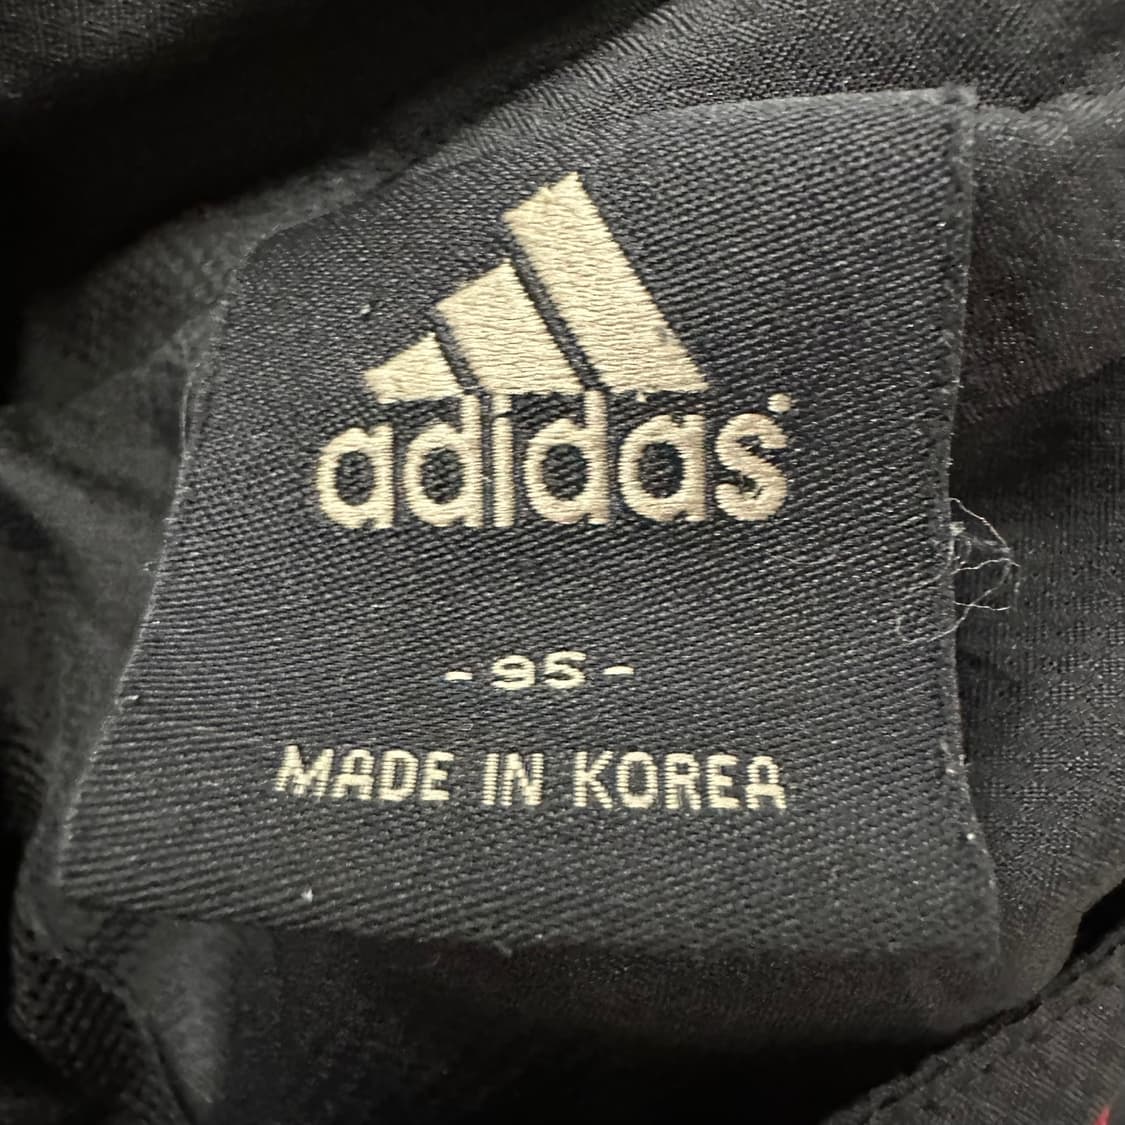 adidas
- 95 -
MADE IN KOREA